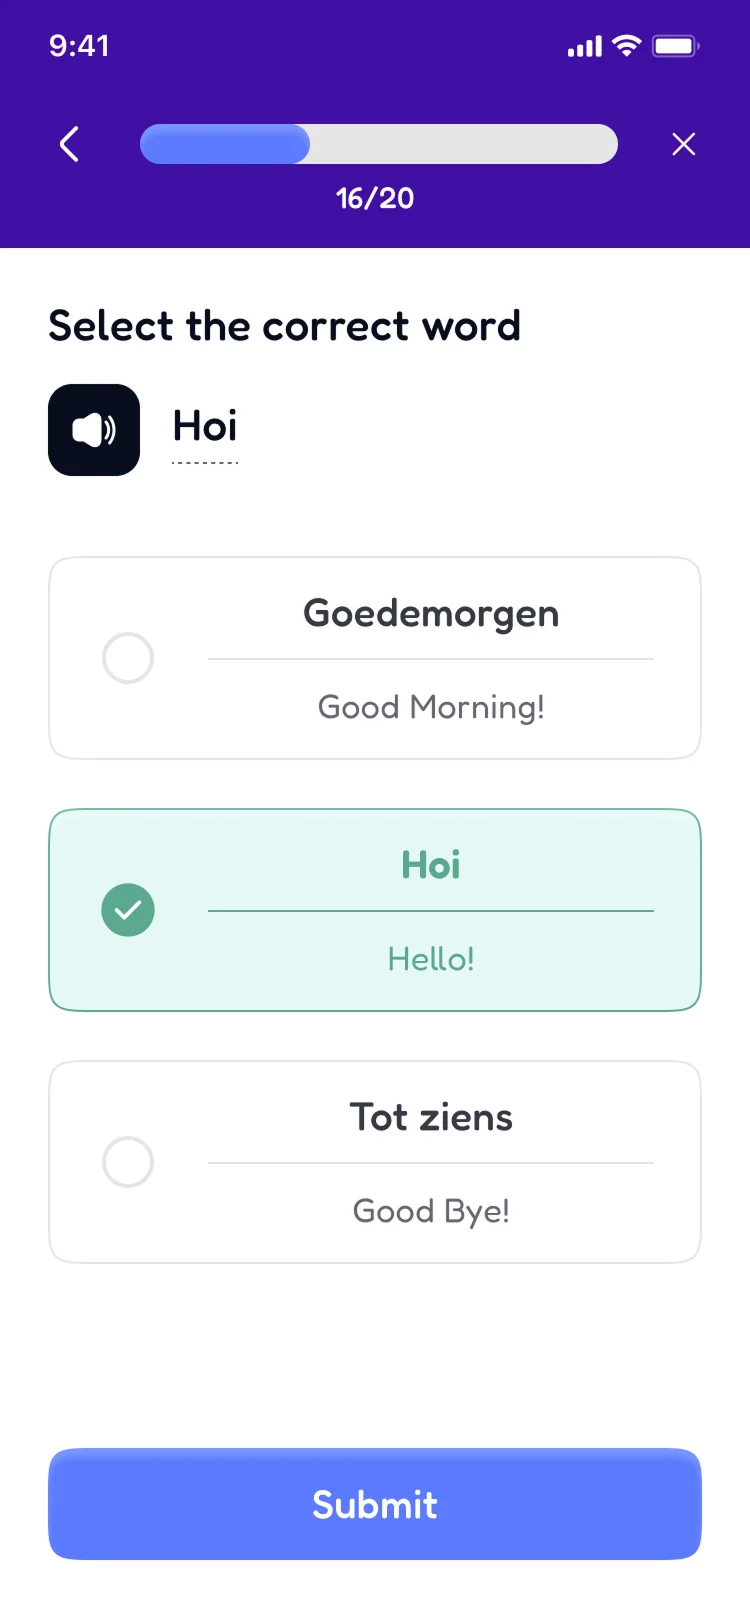 9:41
16/20
Select the correct word
Hoi
Goedemorgen
Good Morning!
Hoi
Hello!
Tot ziens
Good Bye!
Submit